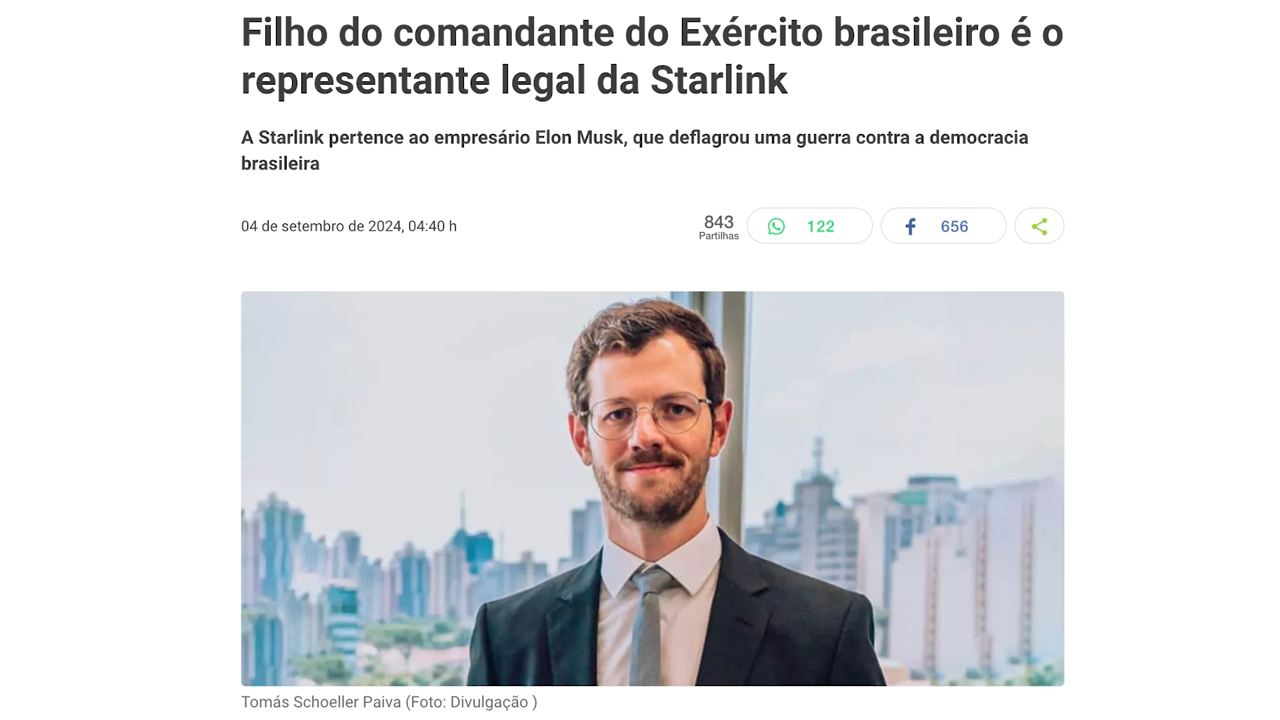 Filho do comandante do Exército brasileiro é o
representante legal da Starlink
A Starlink pertence ao empresário Elon Musk, que deflagrou uma guerra contra a democracia
brasileira
04 de setembro de 2024, 04:40 h
843
Partilhas
122
656
Tomás Schoeller Paiva (Foto: Divulgação )